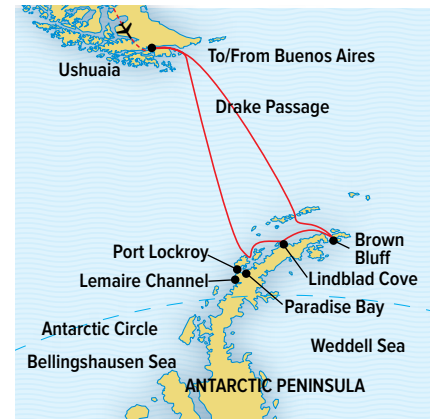 To/From Buenos Aires
Ushuaia
Drake Passage
Brown
Bluff
Port Lockroy
Lindblad Cove
Lemaire Channel
Paradise Bay
Antarctic Circle
Weddell Sea
Bellingshausen Sea
ANTARCTIC PENINSULA